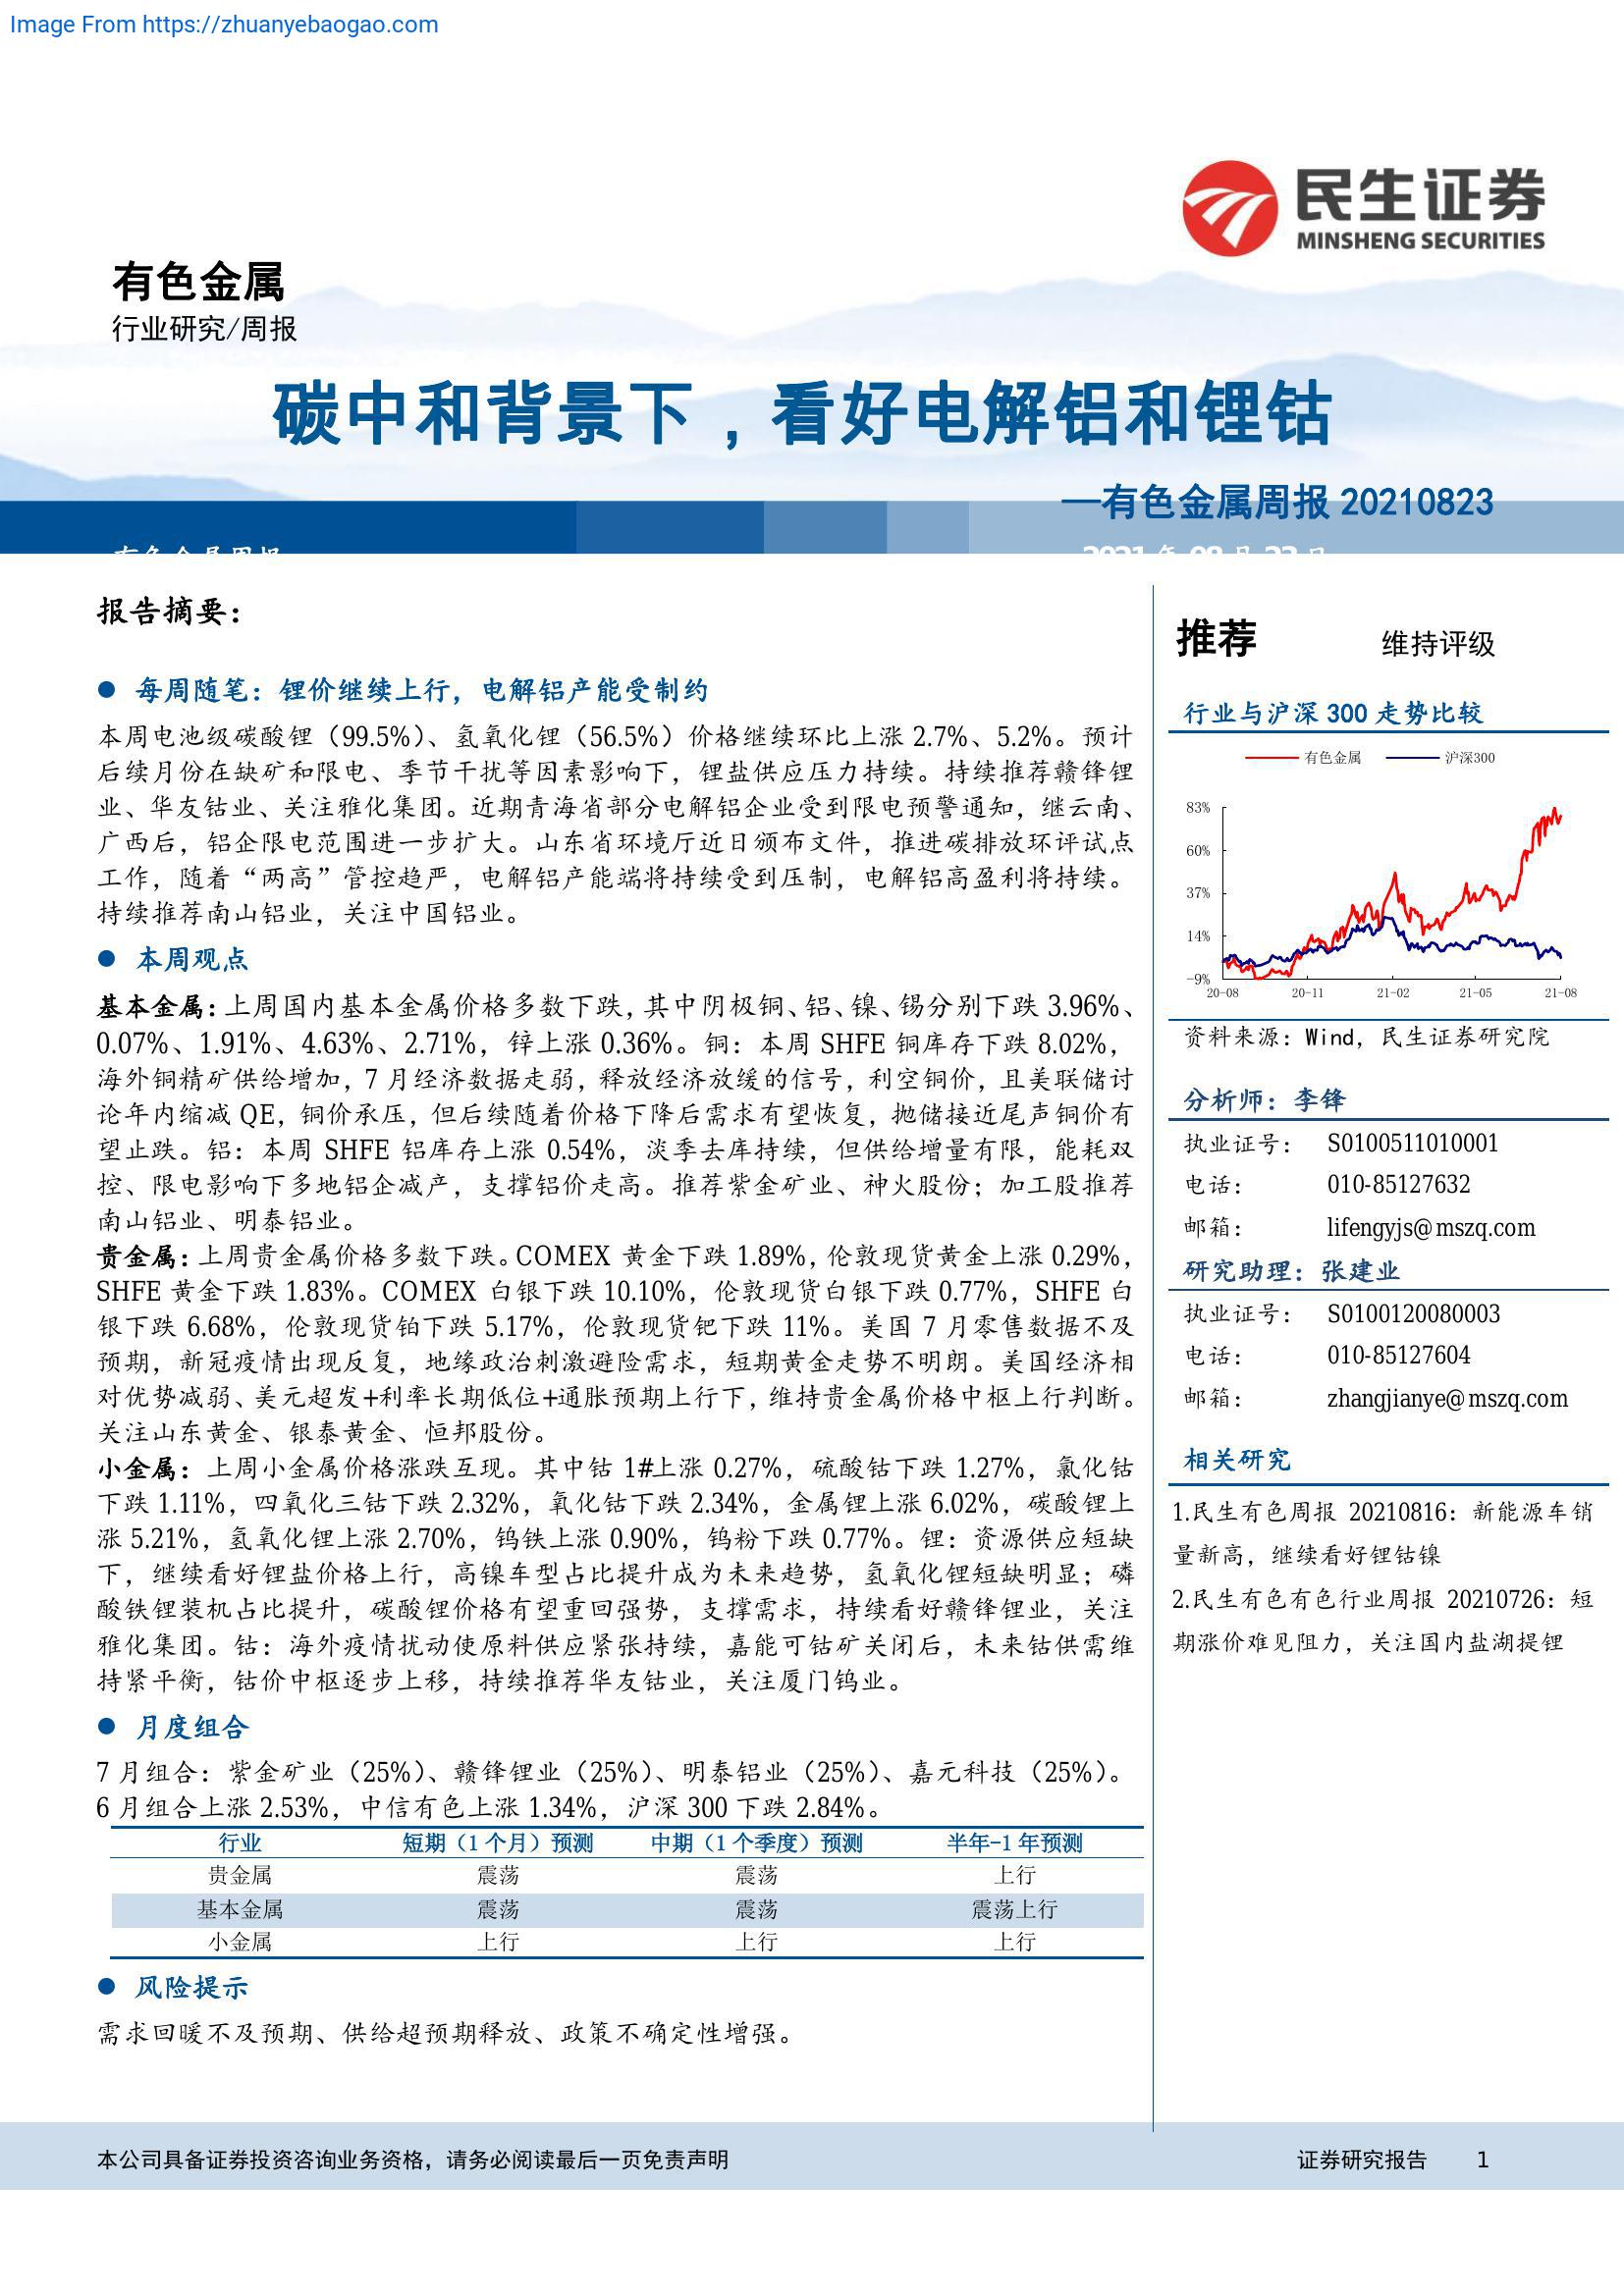 Image From https://zhuanyebaogao.com
民生证券
MINSHENG SECURITIES
有色金属
行业研究/周报
碳中和背景下，看好电解铝和锂钴
—有色金属周报 20210823
有色金属周报
2021 年 08 月 23 日
报告摘要：
● 每周随笔：锂价继续上行，电解铝产能受制约
本周电池级碳酸锂（99.5%）、氢氧化锂（56.5%）价格继续环比上涨 2.7%、5.2%。预计
后续月份在缺矿和限电、季节干扰等因素影响下，锂盐供应压力持续。持续推荐赣锋锂
业、华友钴业、关注雅化集团。近期青海省部分电解铝企业受到限电预警通知，继云南、
广西后，铝企限电范围进一步扩大。山东省环境厅近日颁布文件，推进碳排放环评试点
工作，随着“两高”管控趋严，电解铝产能端将持续受到压制，电解铝高盈利将持续。
持续推荐南山铝业，关注中国铝业。
● 本周观点
基本金属：上周国内基本金属价格多数下跌，其中阴极铜、铝、镍、锡分别下跌 3.96%、
0.07%、1.91%、4.63%、2.71%，锌上涨 0.36%。铜：本周 SHFE 铜库存下跌 8.02%，
海外铜精矿供给增加，7 月经济数据走弱，释放经济放缓的信号，利空铜价，且美联储讨
论年内缩减 QE，铜价承压，但后续随着价格下降后需求有望恢复，抛储接近尾声铜价有
望止跌。铝：本周 SHFE 铝库存上涨 0.54%，淡季去库持续，但供给增量有限，能耗双
控、限电影响下多地铝企减产，支撑铝价走高。推荐紫金矿业、神火股份；加工股推荐
南山铝业、明泰铝业。
贵金属：上周贵金属价格多数下跌。COMEX 黄金下跌 1.89%，伦敦现货黄金上涨 0.29%，
SHFE 黄金下跌 1.83%。COMEX 白银下跌 10.10%，伦敦现货白银下跌 0.77%，SHFE 白
银下跌 6.68%，伦敦现货铂下跌 5.17%，伦敦现货钯下跌 11%。美国 7 月零售数据不及
预期，新冠疫情出现反复，地缘政治刺激避险需求，短期黄金走势不明朗。美国经济相
对优势减弱、美元超发+利率长期低位+通胀预期上行下，维持贵金属价格中枢上行判断。
关注山东黄金、银泰黄金、恒邦股份。
小金属：上周小金属价格涨跌互现。其中钴 1#上涨 0.27%，硫酸钴下跌 1.27%，氯化钴
下跌 1.11%，四氧化三钴下跌 2.32%，氧化钴下跌 2.34%，金属锂上涨 6.02%，碳酸锂上
涨 5.21%，氢氧化锂上涨 2.70%，钨铁上涨 0.90%，钨粉下跌 0.77%。锂：资源供应短缺
下，继续看好锂盐价格上行，高镍车型占比提升成为未来趋势，氢氧化锂短缺明显；磷
酸铁锂装机占比提升，碳酸锂价格有望重回强势，支撑需求，持续看好赣锋锂业，关注
雅化集团。钴：海外疫情扰动使原料供应紧张持续，嘉能可钴矿关闭后，未来钴供需维
持紧平衡，钴价中枢逐步上移，持续推荐华友钴业，关注厦门钨业。
● 月度组合
7 月组合：紫金矿业（25%）、赣锋锂业（25%）、明泰铝业（25%）、嘉元科技（25%）。
6 月组合上涨 2.53%，中信有色上涨 1.34%，沪深 300 下跌 2.84%。
行业 短期（1 个月）预测 中期（1 个季度）预测 半年-1 年预测
贵金属 震荡 震荡 上行
基本金属 震荡 震荡 震荡上行
小金属 上行 上行 上行
● 风险提示
需求回暖不及预期、供给超预期释放、政策不确定性增强。
推荐 维持评级
行业与沪深 300 走势比较
有色金属 沪深300
83%
60%
37%
14%
-9%
20-08 20-11 21-02 21-05 21-08
资料来源：Wind，民生证券研究院
分析师：李锋
执业证号： S0100511010001
电话： 010-85127632
邮箱： lifengyjs@mszq.com
研究助理：张建业
执业证号： S0100120080003
电话： 010-85127604
邮箱： zhangjianye@mszq.com
相关研究
1.民生有色周报 20210816：新能源车销
量新高，继续看好锂钴镍
2.民生有色有色行业周报 20210726：短
期涨价难见阻力，关注国内盐湖提锂
本公司具备证券投资咨询业务资格，请务必阅读最后一页免责声明
证券研究报告 1